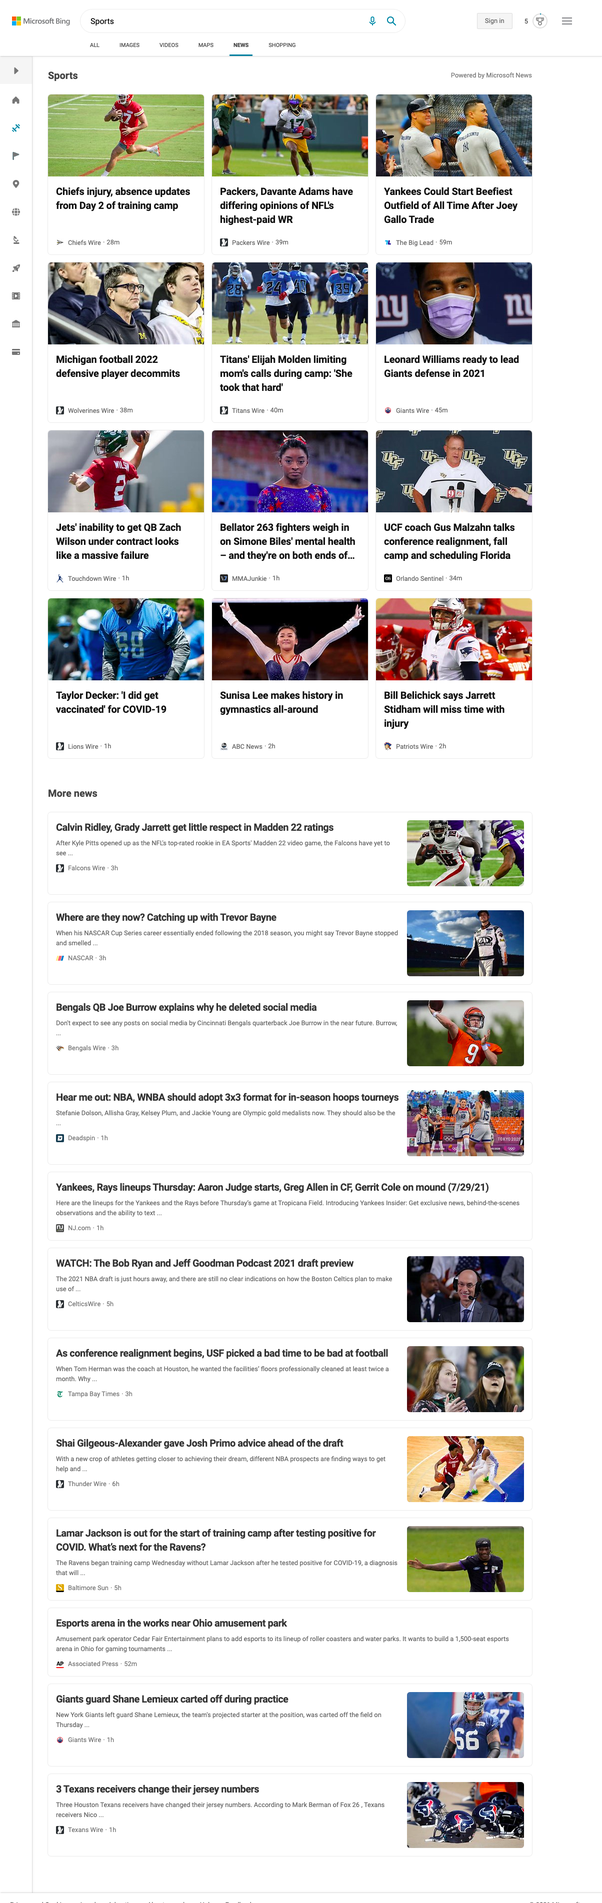 Microsoft Bing
Sports
Sign in
5
ALL IMAGES VIDEOS MAPS NEWS SHOPPING
Sports
Powered by Microsoft News
Chiefs injury, absence updates
from Day 2 of training camp
Chiefs Wire · 28m
Packers, Davante Adams have
differing opinions of NFL's
highest-paid WR
Packers Wire · 39m
Yankees Could Start Beefiest
Outfield of All Time After Joey
Gallo Trade
The Big Lead · 59m
Michigan football 2022
defensive player decommits
Wolverines Wire · 38m
Titans' Elijah Molden limiting
mom's calls during camp: 'She
took that hard'
Titans Wire · 40m
Leonard Williams ready to lead
Giants defense in 2021
Giants Wire · 45m
Jets' inability to get QB Zach
Wilson under contract looks
like a massive failure
Touchdown Wire · 1h
Bellator 263 fighters weigh in
on Simone Biles' mental health
– and they're on both ends of...
MMAJunkie · 1h
UCF coach Gus Malzahn talks
conference realignment, fall
camp and scheduling Florida
Orlando Sentinel · 34m
Taylor Decker: 'I did get
vaccinated' for COVID-19
Lions Wire · 1h
Sunisa Lee makes history in
gymnastics all-around
ABC News · 2h
Bill Belichick says Jarrett
Stidham will miss time with
injury
Patriots Wire · 2h
More news
Calvin Ridley, Grady Jarrett get little respect in Madden 22 ratings
After Kyle Pitts opened up as the NFL's top-rated rookie in EA Sports' Madden 22 video game, the Falcons have yet to
see ...
Falcons Wire · 3h
Where are they now? Catching up with Trevor Bayne
When his NASCAR Cup Series career essentially ended following the 2018 season, you might say Trevor Bayne stopped
and smelled ...
NASCAR · 3h
Bengals QB Joe Burrow explains why he deleted social media
Don't expect to see any posts on social media by Cincinnati Bengals quarterback Joe Burrow in the near future. Burrow,
...
Bengals Wire · 3h
Hear me out: NBA, WNBA should adopt 3x3 format for in-season hoops tourneys
Stefanie Dolson, Allisha Gray, Kelsey Plum, and Jackie Young are Olympic gold medalists now. They should also be the
...
Deadspin · 1h
Yankees, Rays lineups Thursday: Aaron Judge starts, Greg Allen in CF, Gerrit Cole on mound (7/29/21)
Here are the lineups for the Yankees and the Rays before Thursday's game at Tropicana Field. Introducing Yankees Insider: Get exclusive news, behind-the-scenes
observations and the ability to text ...
NJ.com · 1h
WATCH: The Bob Ryan and Jeff Goodman Podcast 2021 draft preview
The 2021 NBA draft is just hours away, and there are still no clear indications on how the Boston Celtics plan to make
use of ...
CelticsWire · 5h
As conference realignment begins, USF picked a bad time to be bad at football
When Tom Herman was the coach at Houston, he wanted the facilities' floors professionally cleaned at least twice a
month. Why ...
Tampa Bay Times · 3h
Shai Gilgeous-Alexander gave Josh Primo advice ahead of the draft
With a new crop of athletes getting closer to achieving their dream, different NBA prospects are finding ways to get
help and ...
Thunder Wire · 6h
Lamar Jackson is out for the start of training camp after testing positive for
COVID. What's next for the Ravens?
The Ravens began training camp Wednesday without Lamar Jackson after he tested positive for COVID-19, a diagnosis
that will ...
Baltimore Sun · 5h
Esports arena in the works near Ohio amusement park
Amusement park operator Cedar Fair Entertainment plans to add esports to its lineup of roller coasters and water parks. It wants to build a 1,500-seat esports
arena in Ohio for gaming tournaments ...
Associated Press · 52m
Giants guard Shane Lemieux carted off during practice
New York Giants left guard Shane Lemieux, the team's projected starter at the position, was carted off the field on
Thursday ...
Giants Wire · 1h
3 Texans receivers change their jersey numbers
Three Houston Texans receivers have changed their jersey numbers. According to Mark Berman of Fox 26 , Texans
receivers Nico ...
Texans Wire · 1h